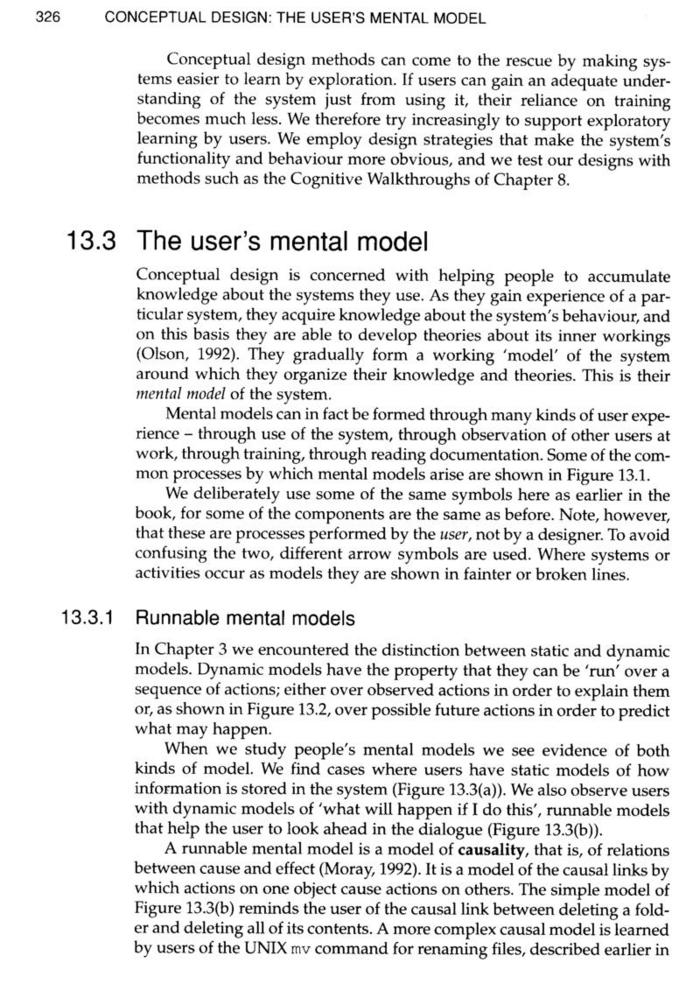 326 CONCEPTUAL DESIGN: THE USER'S MENTAL MODEL
Conceptual design methods can come to the rescue by making sys-
tems easier to learn by exploration. If users can gain an adequate under-
standing of the system just from using it, their reliance on training
becomes much less. We therefore try increasingly to support exploratory
learning by users. We employ design strategies that make the system's
functionality and behaviour more obvious, and we test our designs with
methods such as the Cognitive Walkthroughs of Chapter 8.
13.3 The user's mental model
Conceptual design is concerned with helping people to accumulate
knowledge about the systems they use. As they gain experience of a par-
ticular system, they acquire knowledge about the system's behaviour, and
on this basis they are able to develop theories about its inner workings
(Olson, 1992). They gradually form a working 'model' of the system
around which they organize their knowledge and theories. This is their
mental model of the system.
Mental models can in fact be formed through many kinds of user expe-
rience – through use of the system, through observation of other users at
work, through training, through reading documentation. Some of the com-
mon processes by which mental models arise are shown in Figure 13.1.
We deliberately use some of the same symbols here as earlier in the
book, for some of the components are the same as before. Note, however,
that these are processes performed by the user, not by a designer. To avoid
confusing the two, different arrow symbols are used. Where systems or
activities occur as models they are shown in fainter or broken lines.
13.3.1 Runnable mental models
In Chapter 3 we encountered the distinction between static and dynamic
models. Dynamic models have the property that they can be 'run' over a
sequence of actions; either over observed actions in order to explain them
or, as shown in Figure 13.2, over possible future actions in order to predict
what may happen.
When we study people's mental models we see evidence of both
kinds of model. We find cases where users have static models of how
information is stored in the system (Figure 13.3(a)). We also observe users
with dynamic models of 'what will happen if I do this', runnable models
that help the user to look ahead in the dialogue (Figure 13.3(b)).
A runnable mental model is a model of causality, that is, of relations
between cause and effect (Moray, 1992). It is a model of the causal links by
which actions on one object cause actions on others. The simple model of
Figure 13.3(b) reminds the user of the causal link between deleting a fold-
er and deleting all of its contents. A more complex causal model is learned
by users of the UNIX mv command for renaming files, described earlier in